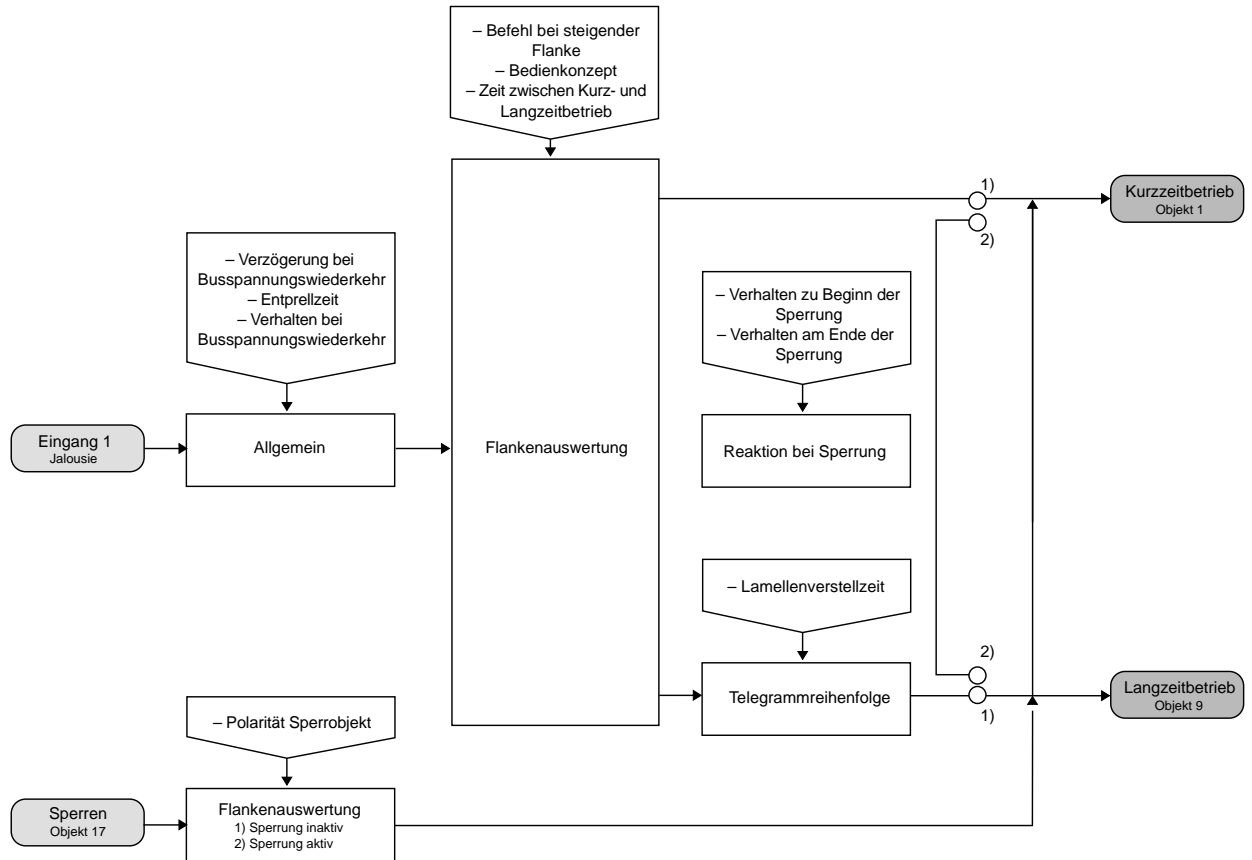 – Befehl bei steigender
Flanke
– Bedienkonzept
– Zeit zwischen Kurz- und
Langzeitbetrieb
1)
2)
Kurzzeitbetrieb
Objekt 1
– Verzögerung bei
Busspannungswiederkehr
– Entprellzeit
– Verhalten bei
Busspannungswiederkehr
– Verhalten zu Beginn der
Sperrung
– Verhalten am Ende der
Sperrung
Eingang 1
Jalousie
Allgemein
Flankenauswertung
Reaktion bei Sperrung
– Lamellenverstellzeit
2)
Telegrammreihenfolge
1)
Langzeitbetrieb
Objekt 9
– Polarität Sperrobjekt
Sperren
Objekt 17
Flankenauswertung
1) Sperrung inaktiv
2) Sperrung aktiv